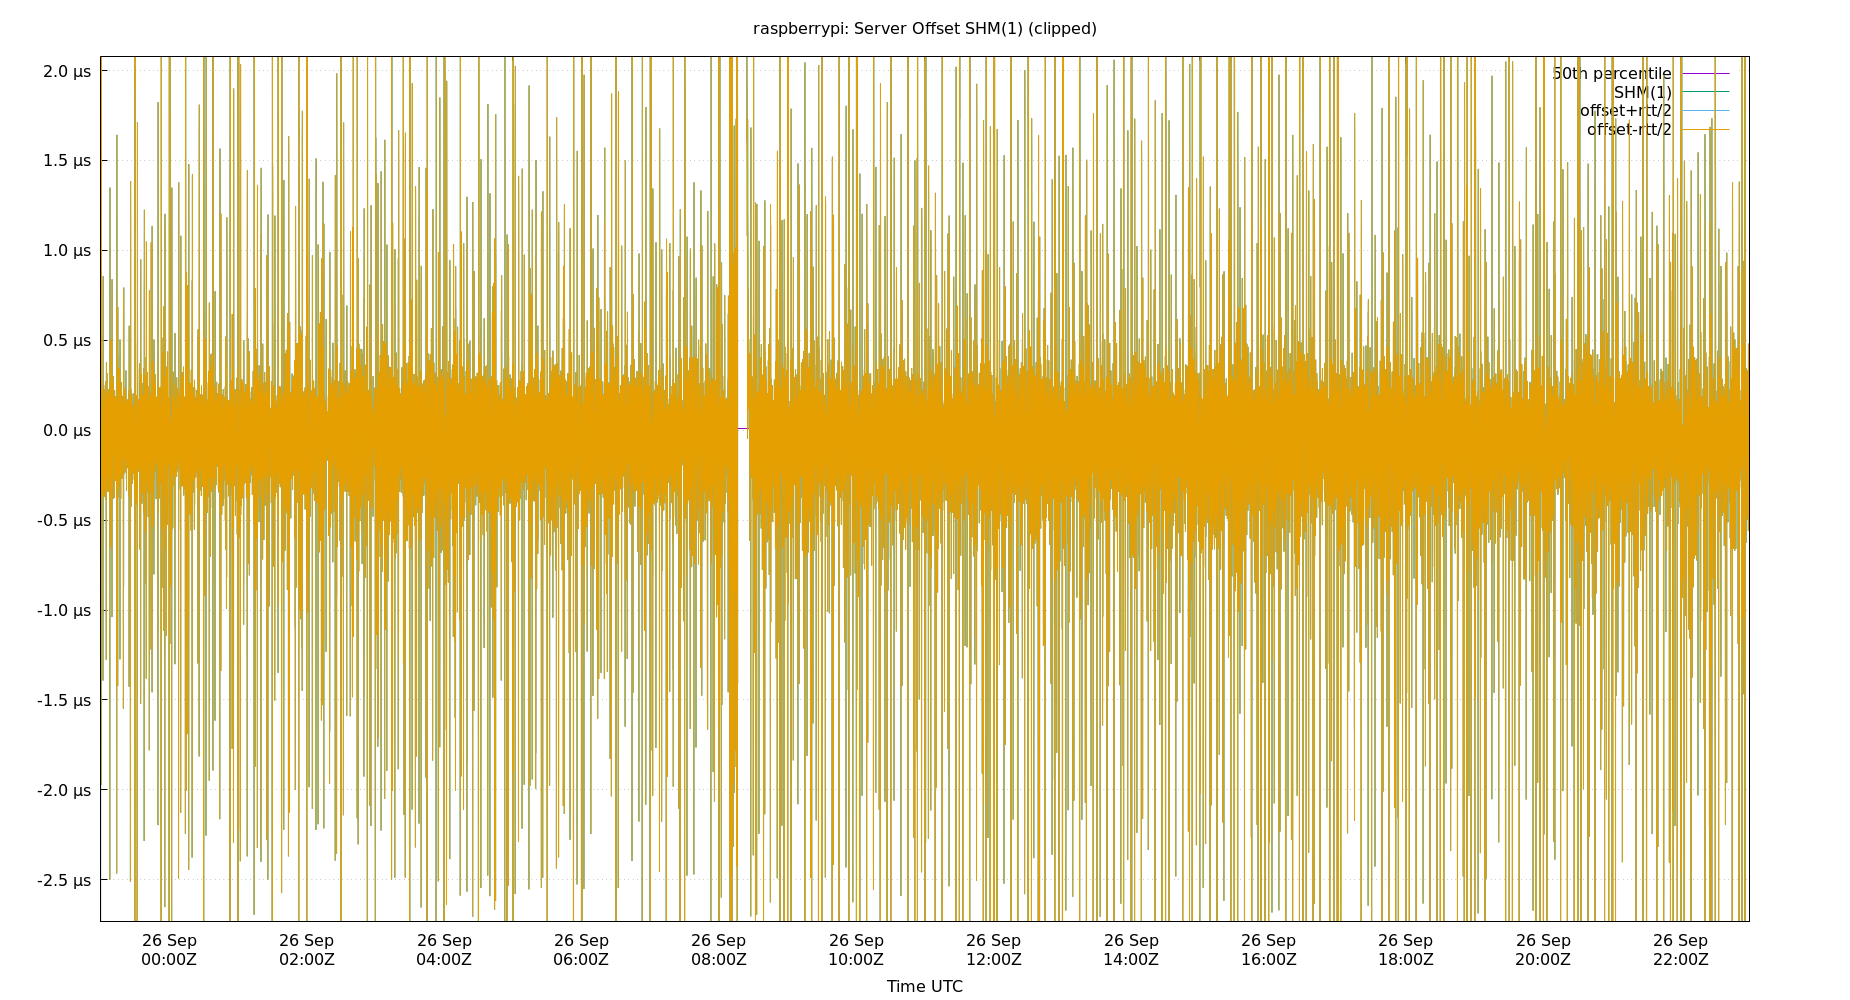 raspberrypi: Server Offset SHM(1) (clipped)
50th percentile
SHM(1)
offset+rtt/2
offset-rtt/2
2.0 µs
1.5 µs
1.0 µs
0.5 µs
0.0 µs
-0.5 µs
-1.0 µs
-1.5 µs
-2.0 µs
-2.5 µs
26 Sep 26 Sep 26 Sep 26 Sep 26 Sep 26 Sep 26 Sep 26 Sep 26 Sep 26 Sep 26 Sep 26 Sep
00:00Z 02:00Z 04:00Z 06:00Z 08:00Z 10:00Z 12:00Z 14:00Z 16:00Z 18:00Z 20:00Z 22:00Z
Time UTC